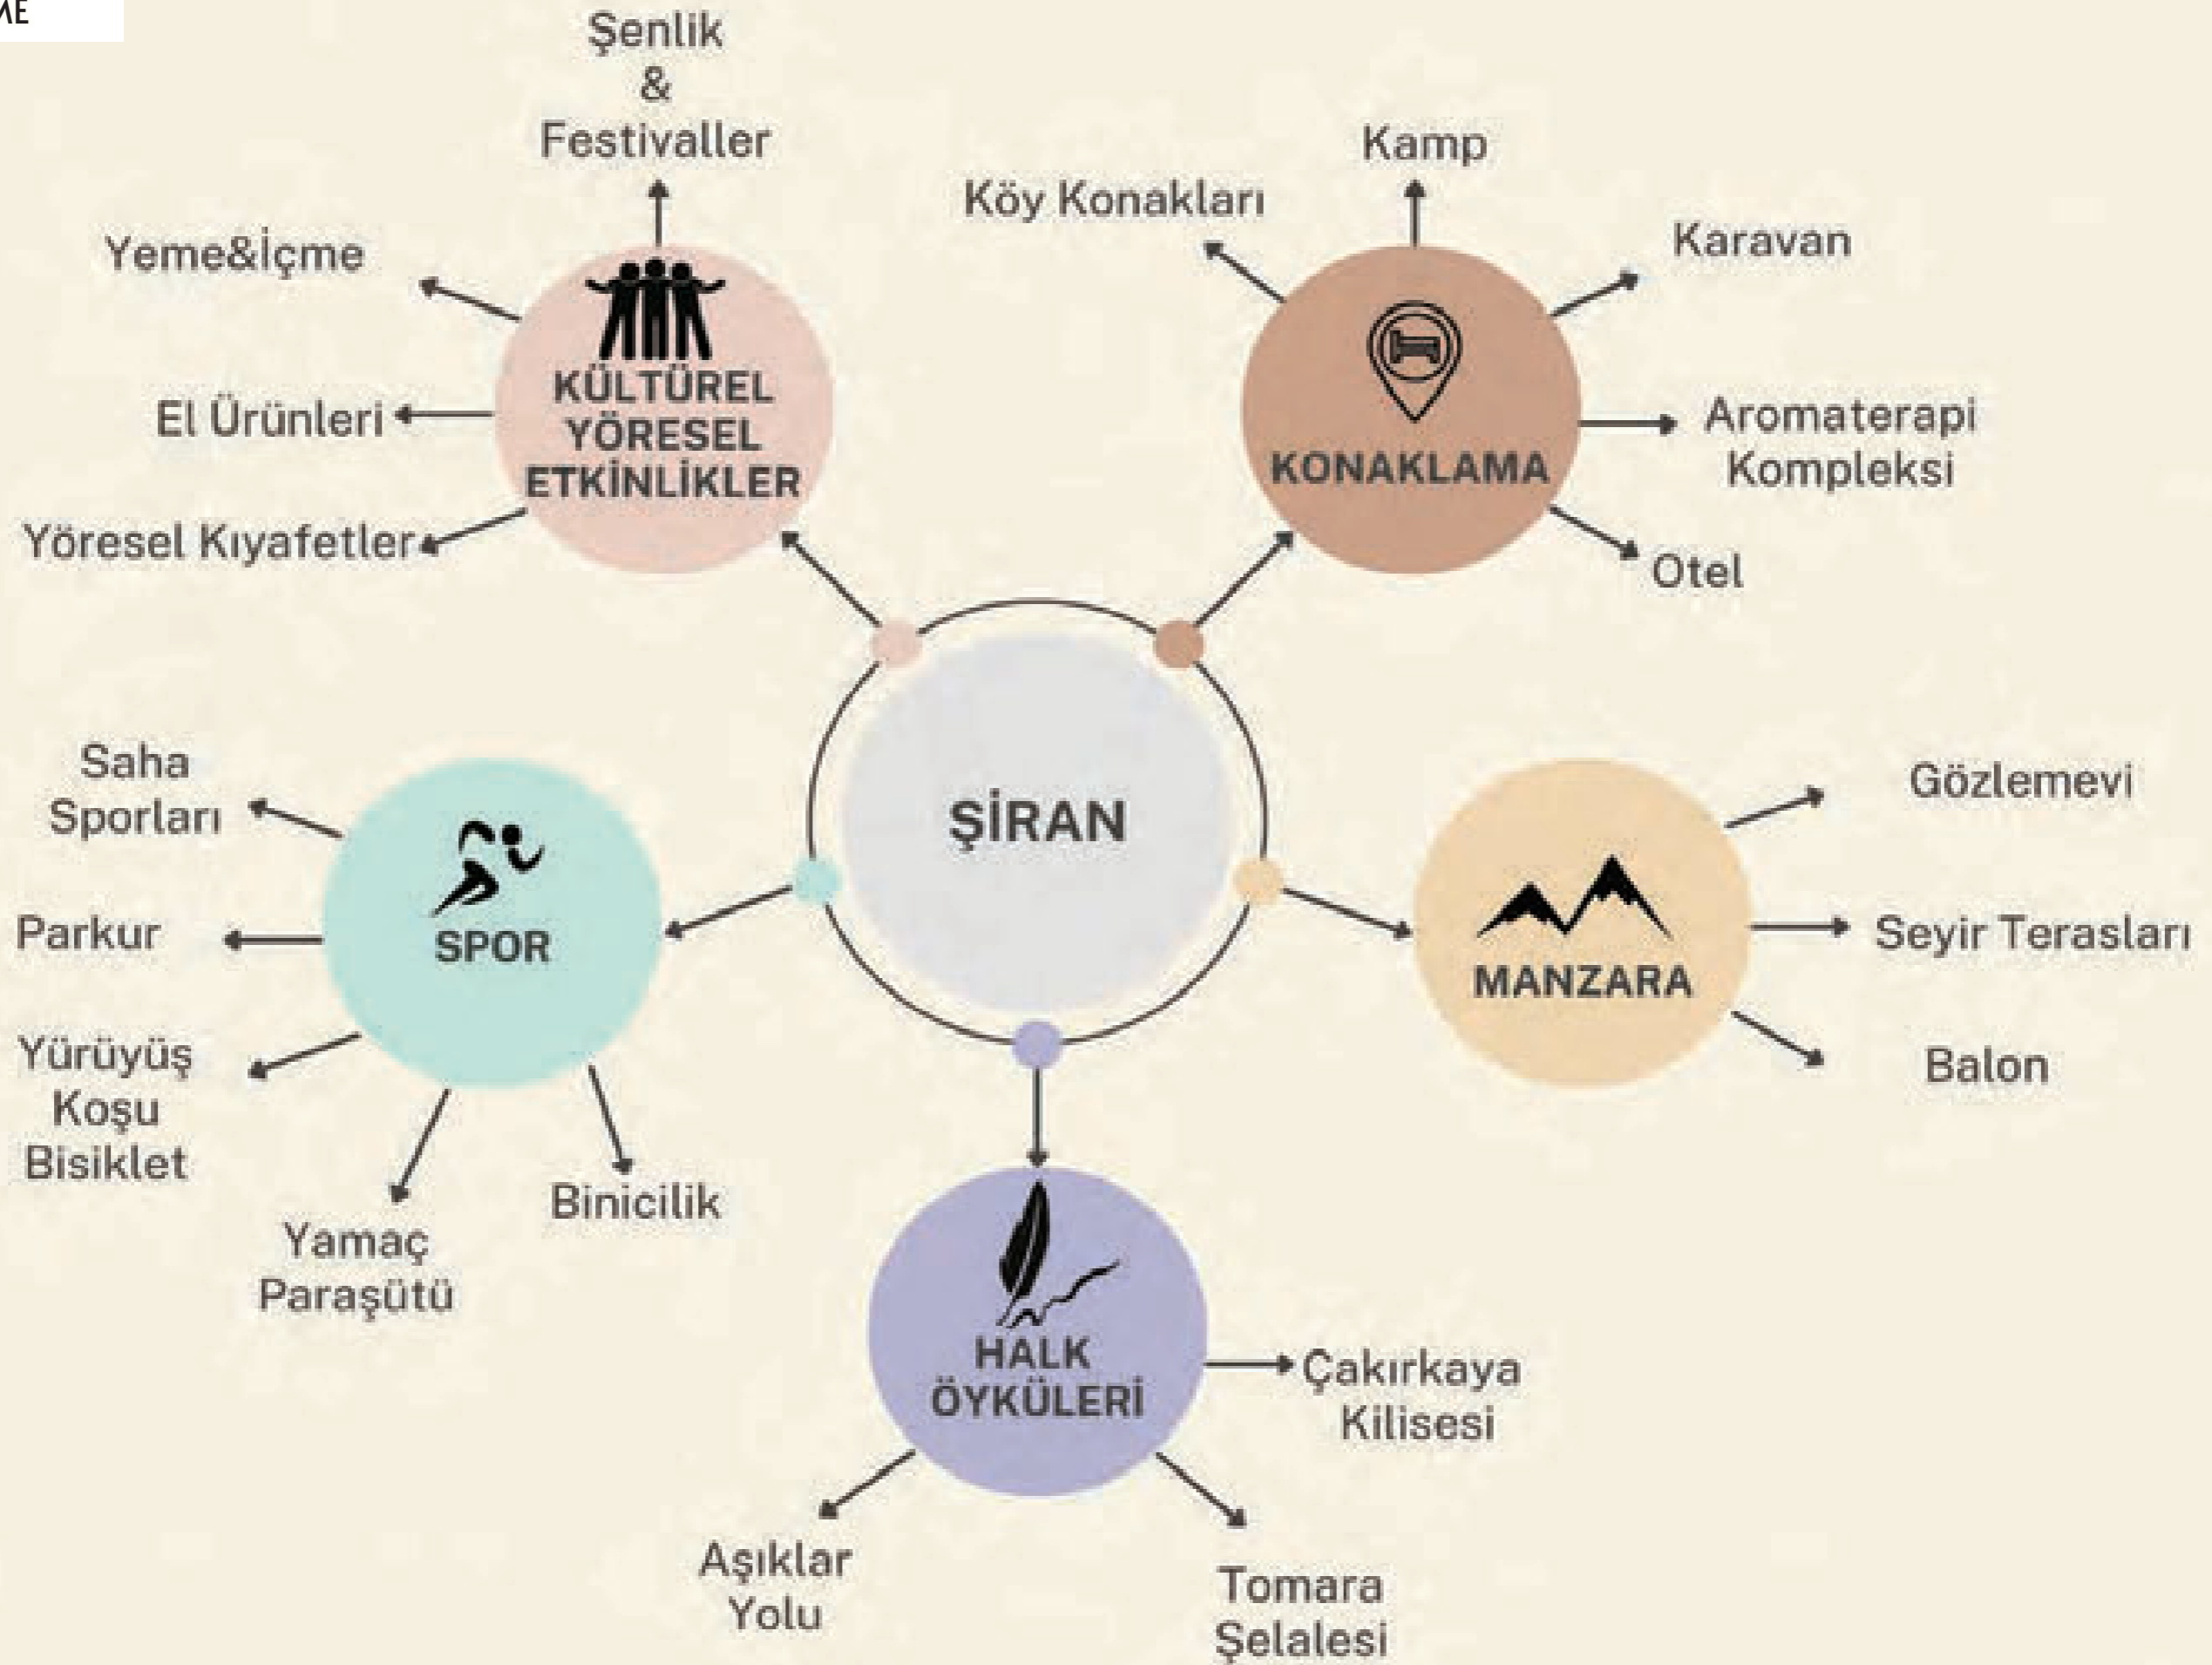 ME
Şenlik
&
Festivaller
Yeme&İçme
El Ürünleri
Yöresel Kıyafetler
KÜLTÜREL
YÖRESEL
ETKİNLİKLER
Köy Konakları
Kamp
Karavan
Aromaterapi
Kompleksi
Otel
KONAKLAMA
ŞİRAN
Saha
Sporları
Parkur
Yürüyüş
Koşu
Bisiklet
Yamaç
Paraşütü
Binicilik
SPOR
Gözlemevi
Seyir Terasları
Balon
MANZARA
HALK
ÖYKÜLERİ
Çakırkaya
Kilisesi
Aşıklar
Yolu
Tomara
Şelalesi